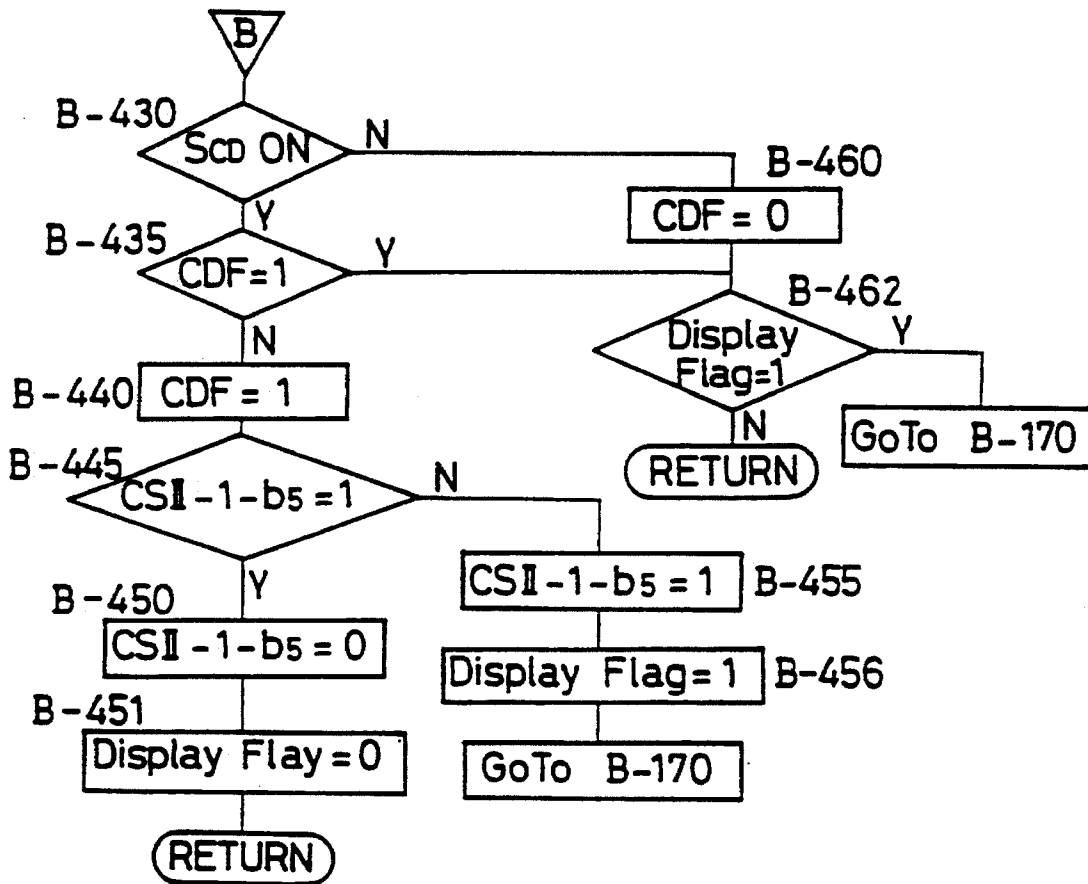 B
B-430
SCD ON
N
Y
B-460
CDF = 0
B-435
CDF=1
Y
N
B-462
Display
Flag=1
Y
N
GoTo B-170
RETURN
B-440
CDF = 1
B-445
CSⅡ-1-b5=1
N
Y
CSⅡ-1-b5=1
B-455
B-450
CSⅡ-1-b5=0
Display Flag=1
B-456
B-451
Display Flay=0
GoTo B-170
RETURN